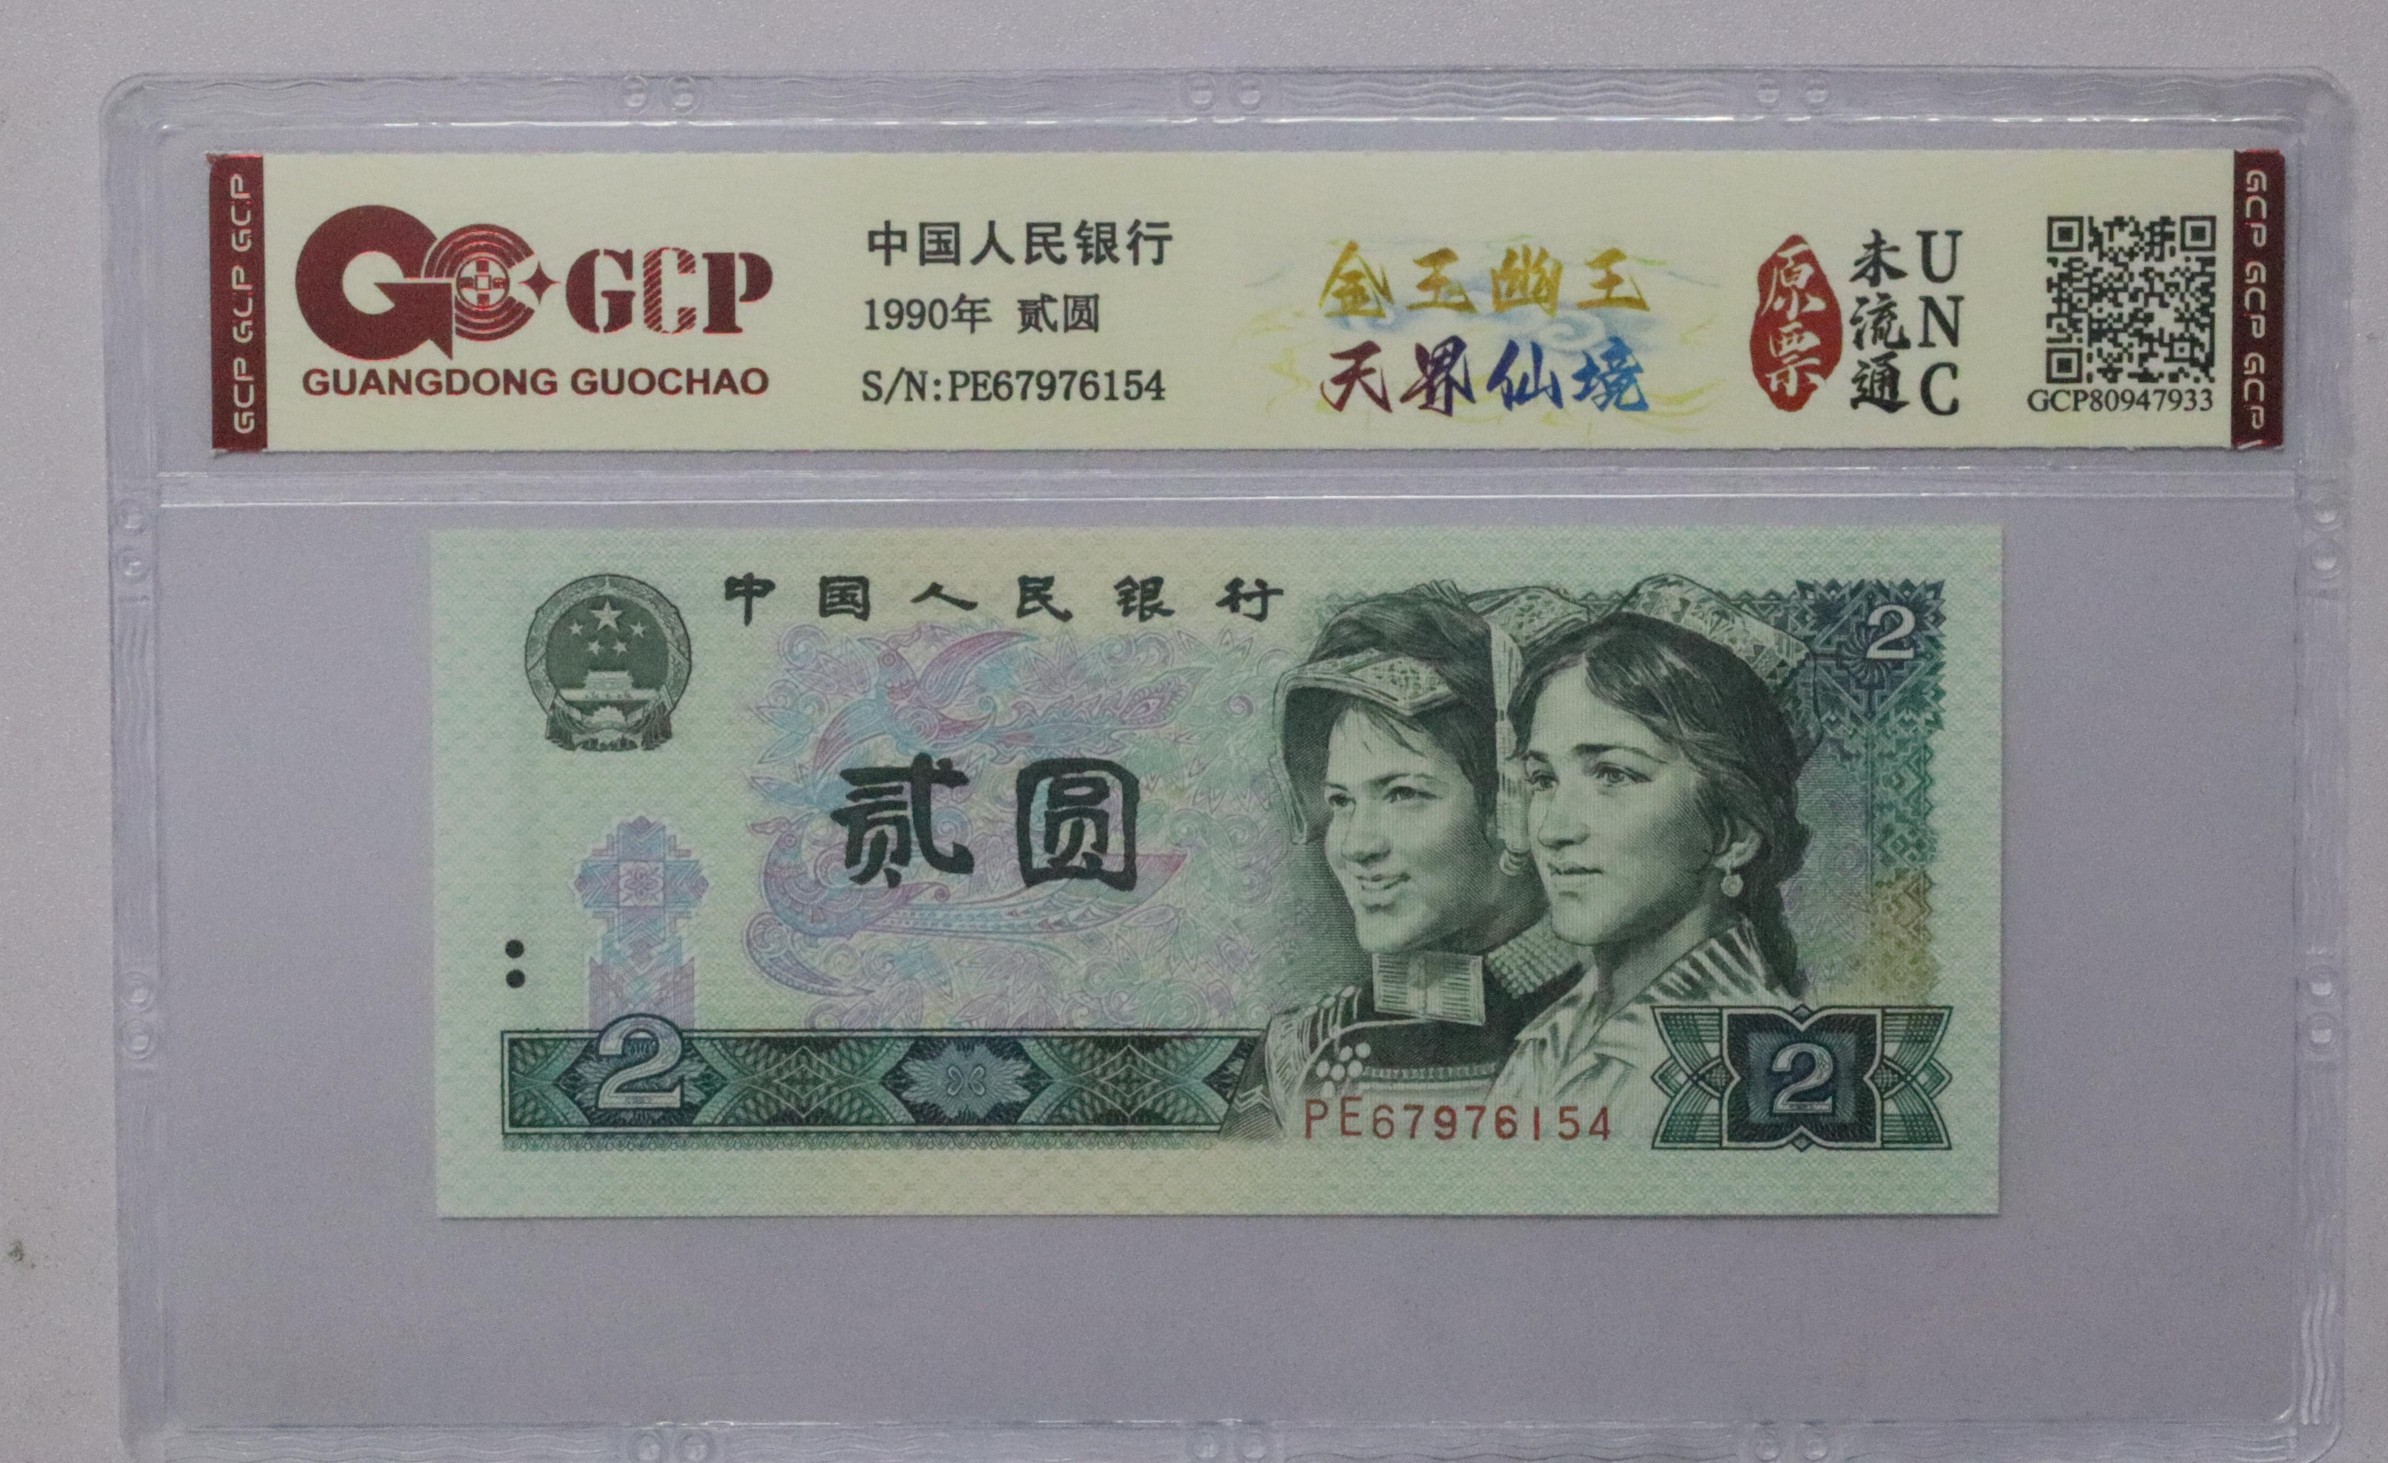 GCP GCP GCP
GCP
GUANGDONG GUOCHAO
中国人民银行
1990年 贰圆
S/N:PE67976154
金玉幽王
天界仙境
原票
未流通
UNC
GCP80947933
GCP GCP GCP
中国人民银行
2
贰圆
2
PE67976154
2